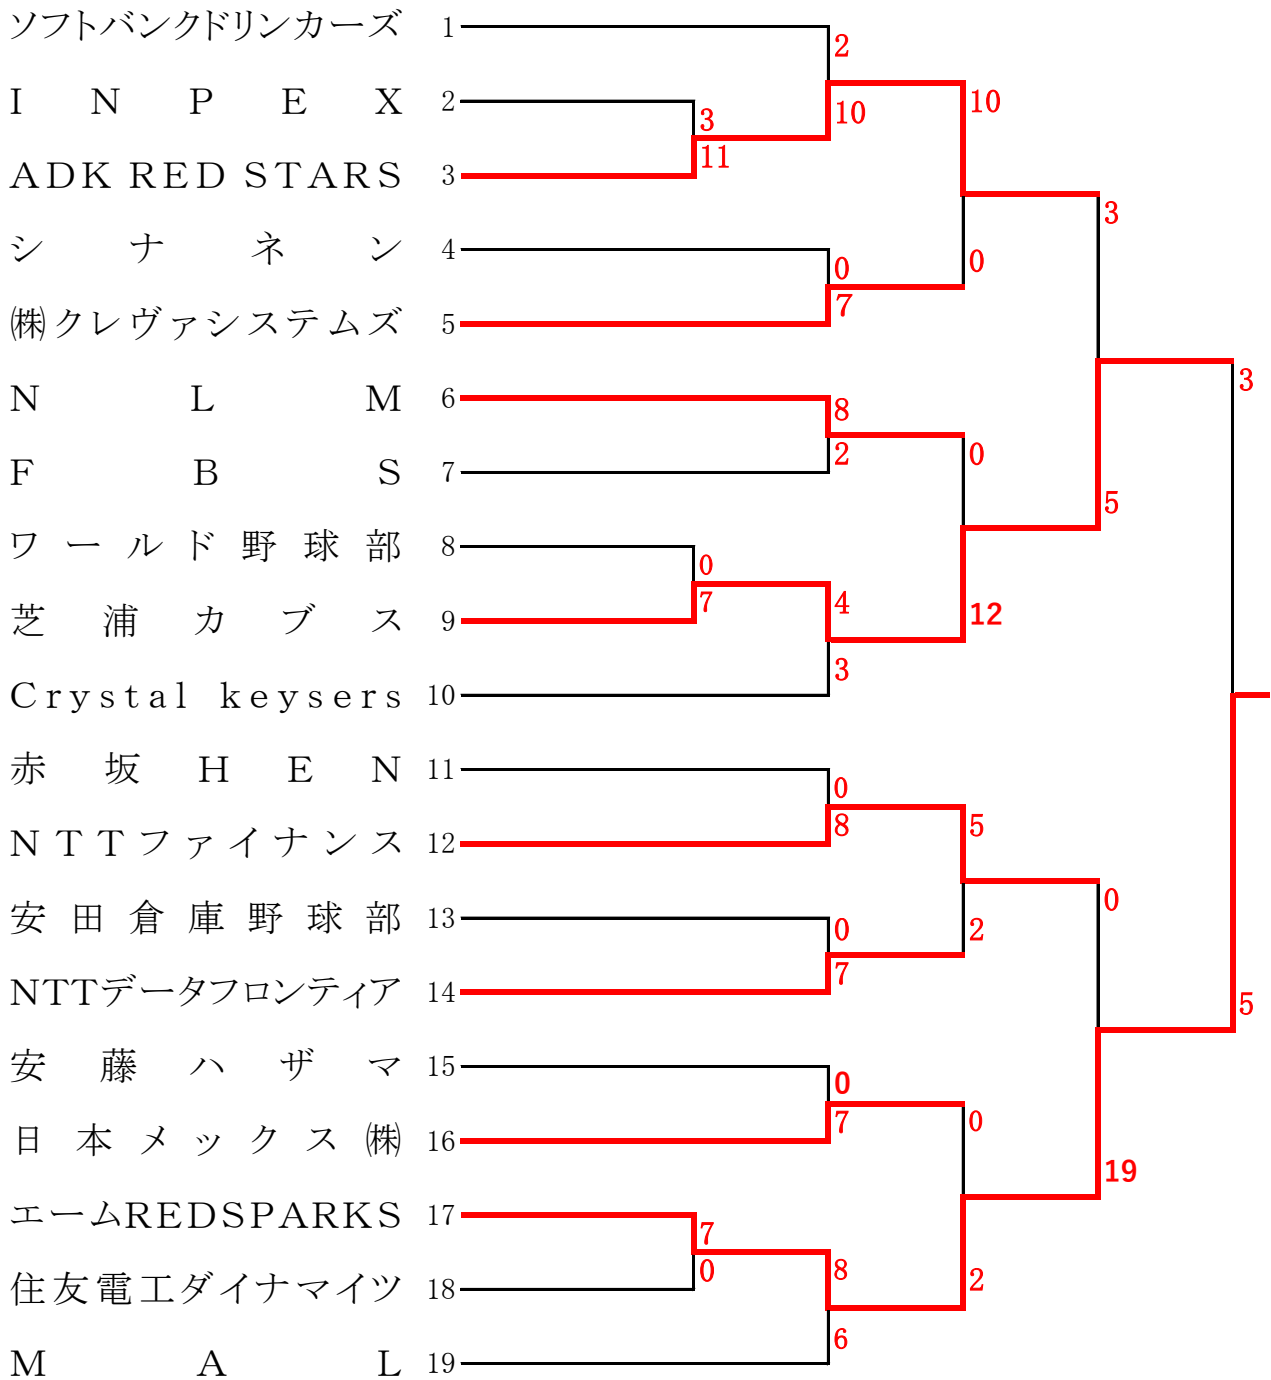 ソフトバンクドリンカーズ 1
2
INPEX 2
3
10
10
ADK RED STARS 3
11
3
シナネン 4
0
0
㈱クレヴァシステムズ 5
7
3
NLM 6
8
0
FBS 7
2
5
ワールド野球部 8
0
芝浦カブス 9
7
4
12
Crystal keysers 10
3
赤坂HEN 11
0
NTTファイナンス 12
8
5
0
安田倉庫野球部 13
0
2
NTTデータフロンティア 14
7
5
安藤ハザマ 15
0
0
日本メックス㈱ 16
7
19
エームREDSPARKS 17
7
住友電工ダイナマイツ 18
0
8
2
MAL 19
6